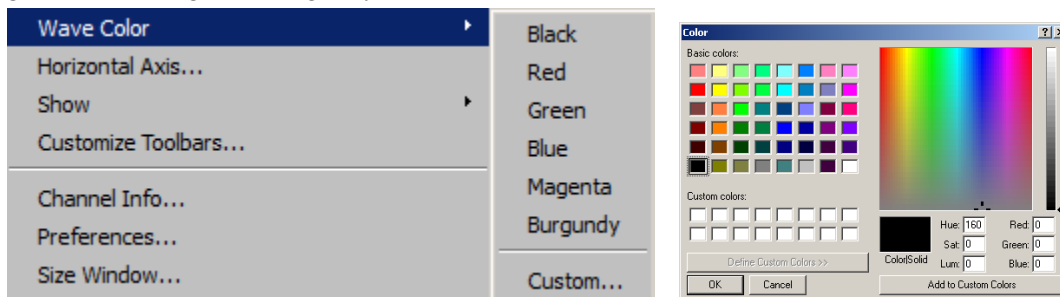 Wave Color
Horizontal Axis...
Show
Customize Toolbars...
Channel Info...
Preferences...
Size Window...
Black
Red
Green
Blue
Magenta
Burgundy
Custom...
Color
Basic colors:
Custom colors:
Define Custom Colors >>
OK Cancel
Color|Solid
Hue: 160 Red: 0
Sat: 0 Green: 0
Lum: 0 Blue: 0
Add to Custom Colors